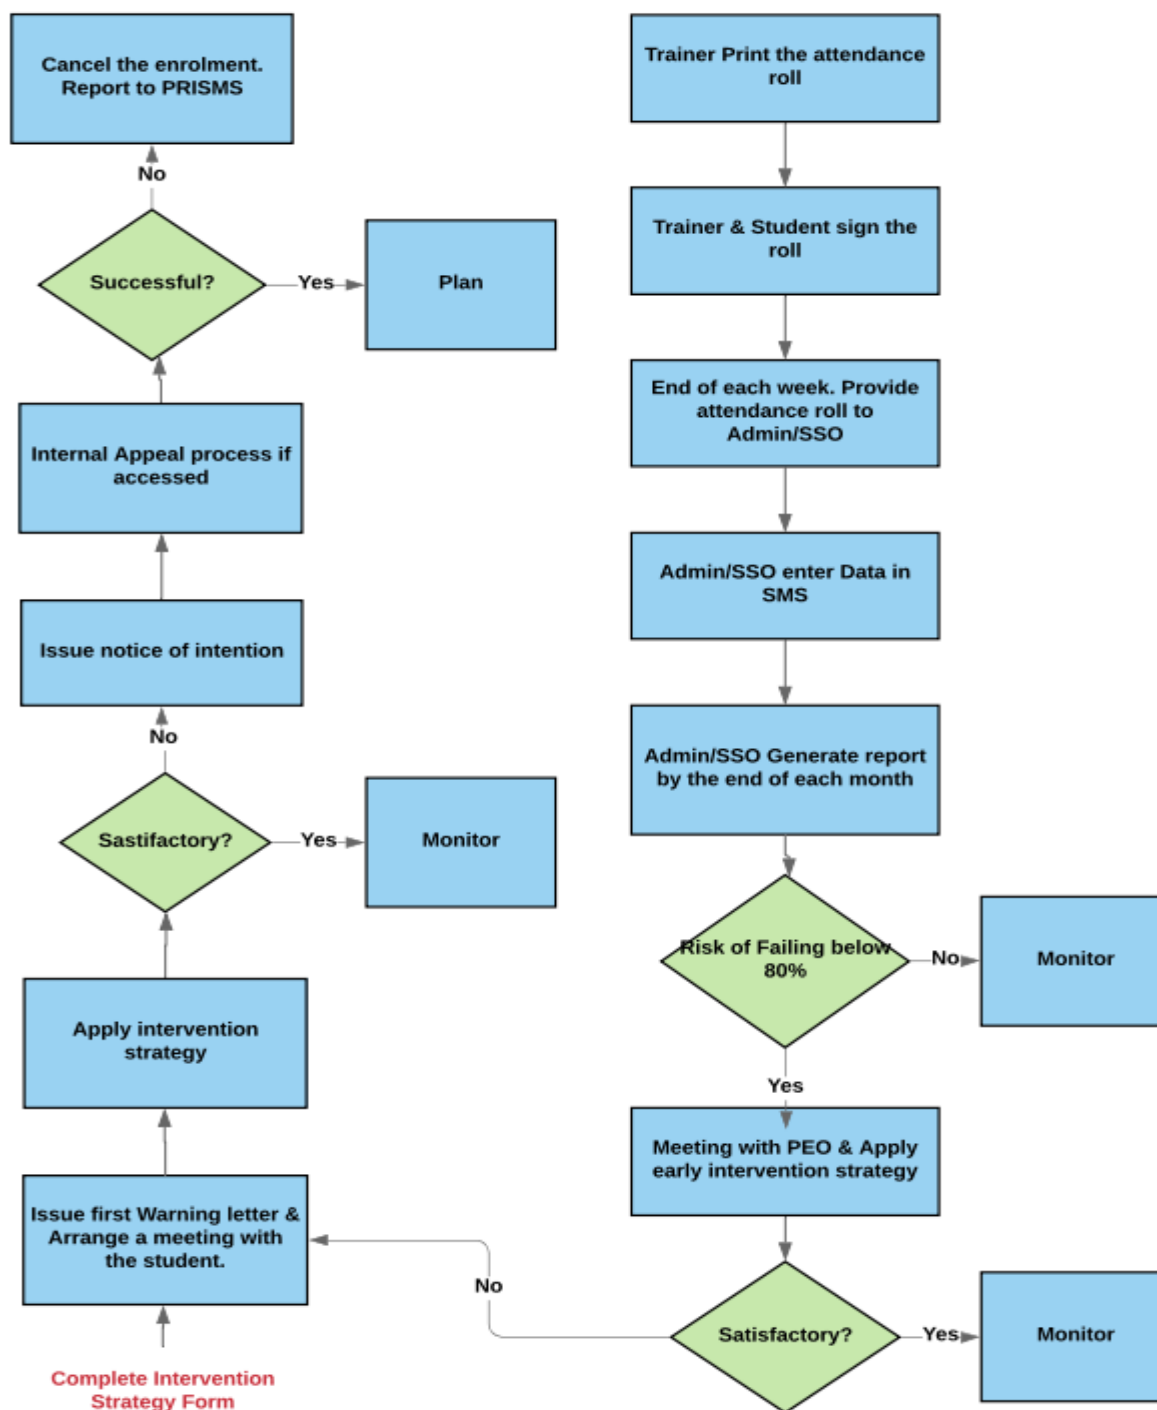 Trainer Print the attendance
roll
Trainer & Student sign the
roll
End of each week. Provide
attendance roll to
Admin/SSO
Admin/SSO enter Data in
SMS
Admin/SSO Generate report
by the end of each month
Risk of Failing below
80%
No
Monitor
Yes
Meeting with PEO & Apply
early intervention strategy
Satisfactory?
Yes
Monitor
No
Complete Intervention
Strategy Form
Issue first Warning letter &
Arrange a meeting with
the student.
Apply intervention
strategy
Sastifactory?
Yes
Monitor
No
Issue notice of intention
Internal Appeal process if
accessed
Successful?
Yes
Plan
No
Cancel the enrolment.
Report to PRISMS